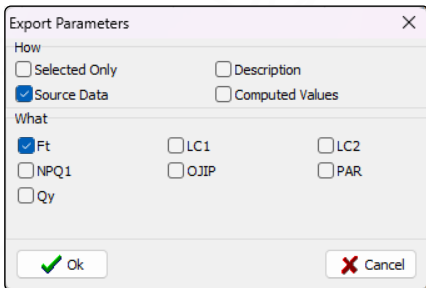 Export Parameters
How
Selected Only Description
Source Data Computed Values
What
Ft LC1 LC2
NPQ1 OJIP PAR
Qy
Ok Cancel